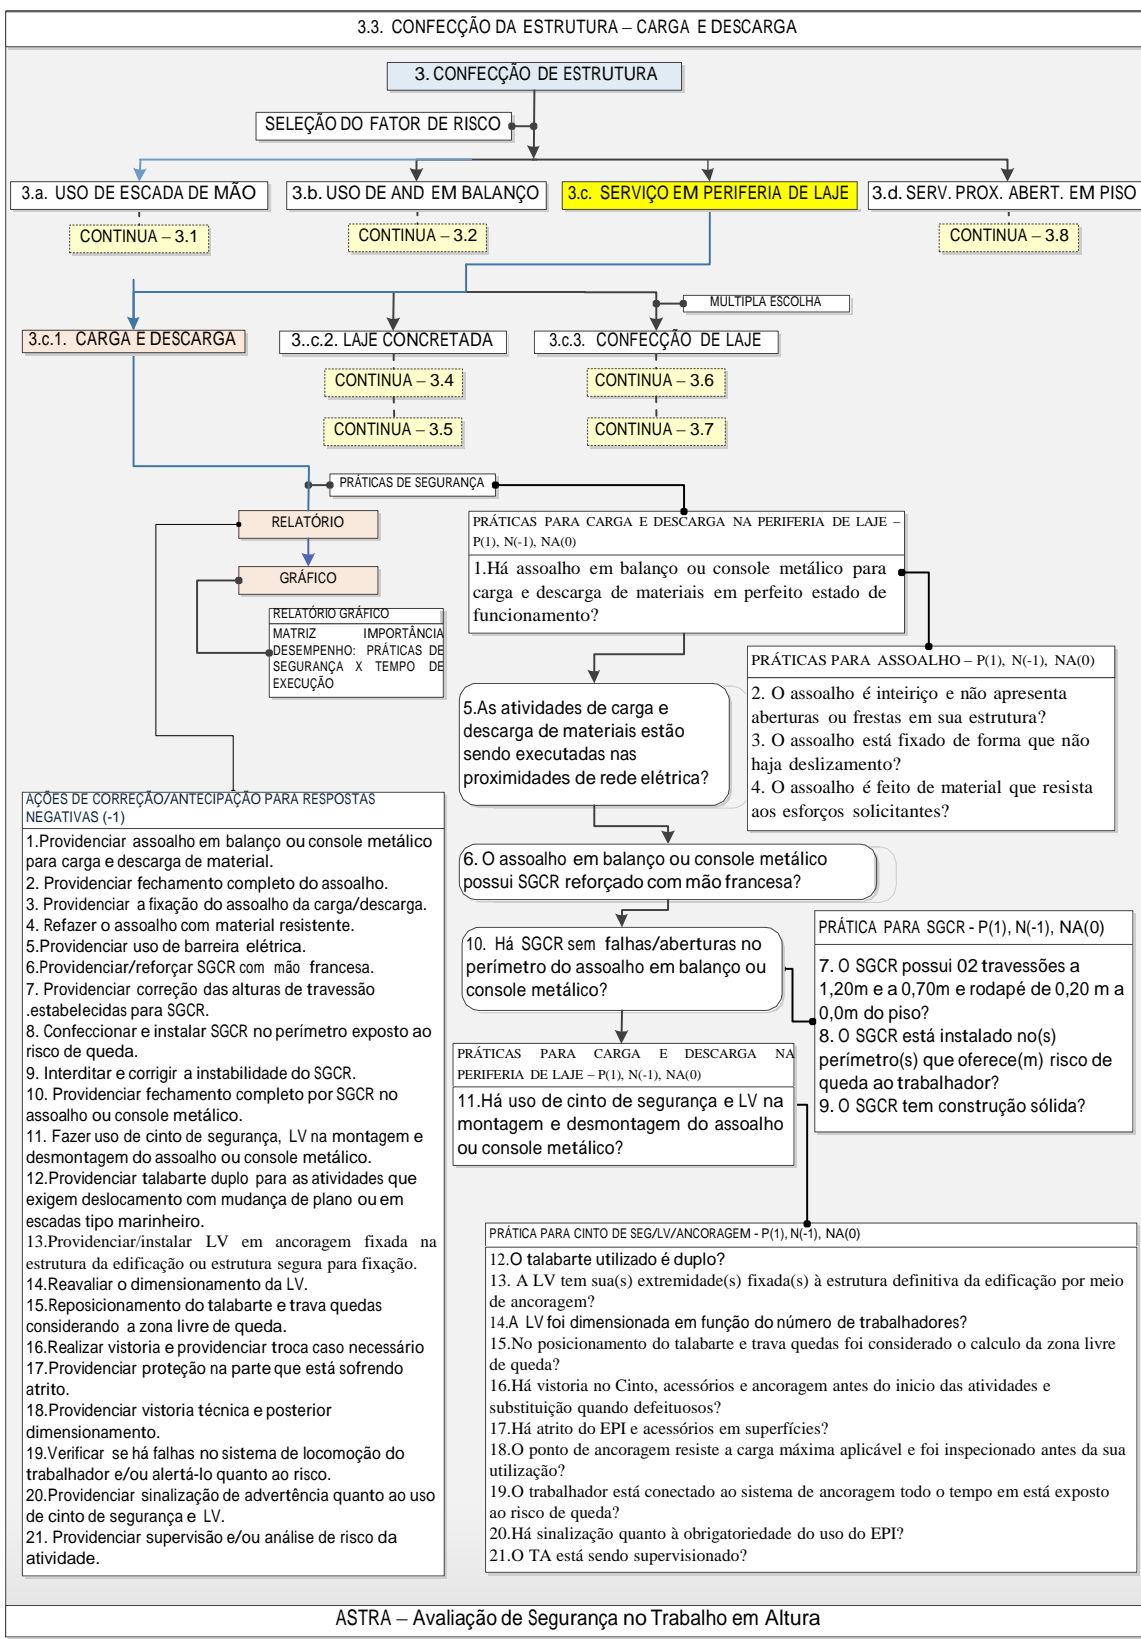 3.3. CONFECÇÃO DA ESTRUTURA – CARGA E DESCARGA
3. CONFECÇÃO DE ESTRUTURA
SELEÇÃO DO FATOR DE RISCO
3.a. USO DE ESCADA DE MÃO
3.b. USO DE AND EM BALANÇO
3.c. SERVIÇO EM PERIFERIA DE LAJE
3.d. SERV. PROX. ABERT. EM PISO
CONTINUA – 3.1
CONTINUA – 3.2
CONTINUA – 3.8
MULTIPLA ESCOLHA
3.c.1. CARGA E DESCARGA
3..c.2. LAJE CONCRETADA
3.c.3. CONFECÇÃO DE LAJE
CONTINUA – 3.4
CONTINUA – 3.6
CONTINUA – 3.5
CONTINUA – 3.7
PRÁTICAS DE SEGURANÇA
RELATÓRIO
GRÁFICO
RELATÓRIO GRÁFICO
MATRIZ IMPORTÂNCIA
DESEMPENHO: PRÁTICAS DE
SEGURANÇA X TEMPO DE
EXECUÇÃO
PRÁTICAS PARA CARGA E DESCARGA NA PERIFERIA DE LAJE –
P(1), N(-1), NA(0)
1.Há assoalho em balanço ou console metálico para
carga e descarga de materiais em perfeito estado de
funcionamento?
PRÁTICAS PARA ASSOALHO – P(1), N(-1), NA(0)
2. O assoalho é inteiriço e não apresenta
aberturas ou frestas em sua estrutura?
3. O assoalho está fixado de forma que não
haja deslizamento?
4. O assoalho é feito de material que resista
aos esforços solicitantes?
5.As atividades de carga e
descarga de materiais estão
sendo executadas nas
proximidades de rede elétrica?
6. O assoalho em balanço ou console metálico
possui SGCR reforçado com mão francesa?
10. Há SGCR sem falhas/aberturas no
perímetro do assoalho em balanço ou
console metálico?
PRÁTICA PARA SGCR - P(1), N(-1), NA(0)
7. O SGCR possui 02 travessões a
1,20m e a 0,70m e rodapé de 0,20 m a
0,0m do piso?
8. O SGCR está instalado no(s)
perímetro(s) que oferece(m) risco de
queda ao trabalhador?
9. O SGCR tem construção sólida?
PRÁTICAS PARA CARGA E DESCARGA NA
PERIFERIA DE LAJE – P(1), N(-1), NA(0)
11.Há uso de cinto de segurança e LV na
montagem e desmontagem do assoalho
ou console metálico?
AÇÕES DE CORREÇÃO/ANTECIPAÇÃO PARA RESPOSTAS
NEGATIVAS (-1)
1.Providenciar assoalho em balanço ou console metálico
para carga e descarga de material.
2. Providenciar fechamento completo do assoalho.
3. Providenciar a fixação do assoalho da carga/descarga.
4. Refazer o assoalho com material resistente.
5.Providenciar uso de barreira elétrica.
6.Providenciar/reforçar SGCR com mão francesa.
7. Providenciar correção das alturas de travessão
.estabelecidas para SGCR.
8. Confeccionar e instalar SGCR no perímetro exposto ao
risco de queda.
9. Interditar e corrigir a instabilidade do SGCR.
10. Providenciar fechamento completo por SGCR no
assoalho ou console metálico.
11. Fazer uso de cinto de segurança, LV na montagem e
desmontagem do assoalho ou console metálico.
12.Providenciar talabarte duplo para as atividades que
exigem deslocamento com mudança de plano ou em
escadas tipo marinheiro.
13.Providenciar/instalar LV em ancoragem fixada na
estrutura da edificação ou estrutura segura para fixação.
14.Reavaliar o dimensionamento da LV.
15.Reposicionamento do talabarte e trava quedas
considerando a zona livre de queda.
16.Realizar vistoria e providenciar troca caso necessário
17.Providenciar proteção na parte que está sofrendo
atrito.
18.Providenciar vistoria técnica e posterior
dimensionamento.
19.Verificar se há falhas no sistema de locomoção do
trabalhador e/ou alertá-lo quanto ao risco.
20.Providenciar sinalização de advertência quanto ao uso
de cinto de segurança e LV.
21. Providenciar supervisão e/ou análise de risco da
atividade.
PRÁTICA PARA CINTO DE SEG/LV/ANCORAGEM - P(1), N(-1), NA(0)
12.O talabarte utilizado é duplo?
13. A LV tem sua(s) extremidade(s) fixada(s) à estrutura definitiva da edificação por meio
de ancoragem?
14.A LV foi dimensionada em função do número de trabalhadores?
15.No posicionamento do talabarte e trava quedas foi considerado o calculo da zona livre
de queda?
16.Há vistoria no Cinto, acessórios e ancoragem antes do inicio das atividades e
substituição quando defeituosos?
17.Há atrito do EPI e acessórios em superfícies?
18.O ponto de ancoragem resiste a carga máxima aplicável e foi inspecionado antes da sua
utilização?
19.O trabalhador está conectado ao sistema de ancoragem todo o tempo em está exposto
ao risco de queda?
20.Há sinalização quanto à obrigatoriedade do uso do EPI?
21.O TA está sendo supervisionado?
ASTRA – Avaliação de Segurança no Trabalho em Altura